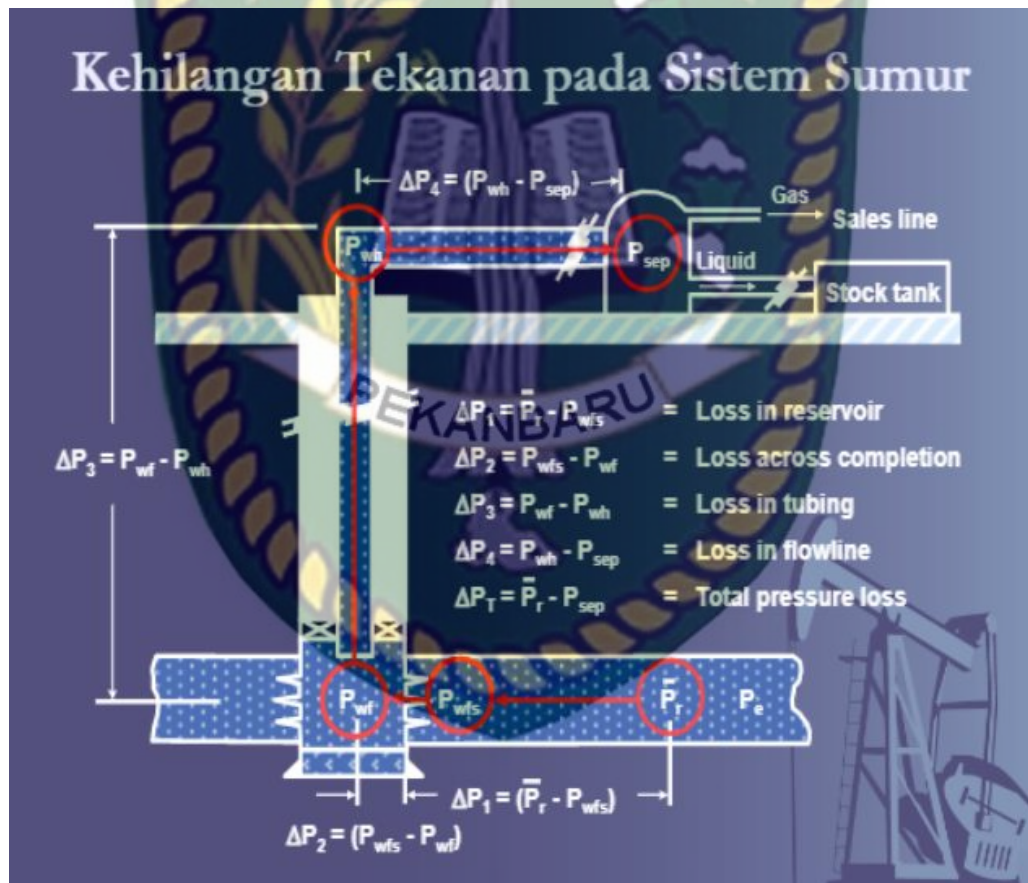 Kehilangan Tekanan pada Sistem Sumur
ΔP₄ = (Pwh - Psep)
Gas
Sales line
Pwh
Psep
Liquid
Stock tank
PEKANBARU
ΔP₁ = P̄r - Pwfs = Loss in reservoir
ΔP₂ = Pwfs - Pwf = Loss across completion
ΔP₃ = Pwf - Pwh
ΔP₃ = Pwf - Pwh = Loss in tubing
ΔP₄ = Pwh - Psep = Loss in flowline
ΔPT = P̄r - Psep = Total pressure loss
Pwf
Pwfs
P̄r
Pe
ΔP₁ = (P̄r - Pwfs)
ΔP₂ = (Pwfs - Pwf)